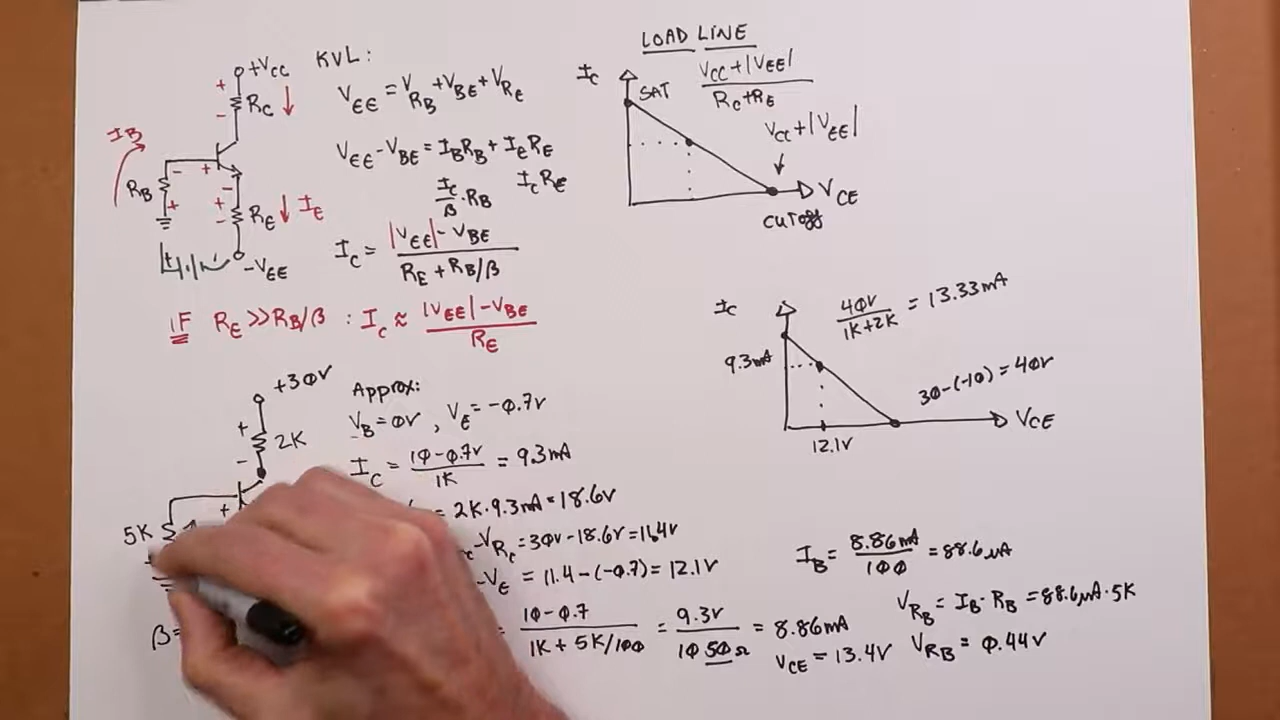 +VCC
RC
IB
RB
RE
IE
-VEE
KVL:
VEE = VRB + VBE + VRE
VEE - VBE = IBRB + IERE
IC/β · RB ICRE
IC = |VEE| - VBE / RE + RB/β
IF RE >> RB/β : IC ≈ |VEE| - VBE / RE
LOAD LINE
IC
SAT
VCC + |VEE| / RC + RE
VCC + |VEE|
VCE
CUTOFF
+30V
2K
5K
β=
Approx:
VB = 0V, VE = -0.7V
IC = 10 - 0.7V / 1K = 9.3mA
= 2K · 9.3mA = 18.6V
- VRC = 30V - 18.6V = 11.4V
- VE = 11.4 - (-0.7) = 12.1V
= 10 - 0.7 / 1K + 5K/100 = 9.3V / 1050Ω = 8.86mA
VCE = 13.4V
IC
40V / 1K + 2K = 13.33mA
9.3mA
30 - (-10) = 40V
VCE
12.1V
IB = 8.86mA / 100 = 88.6uA
VRB = IB · RB = 88.6uA · 5K
VRB = 0.44V